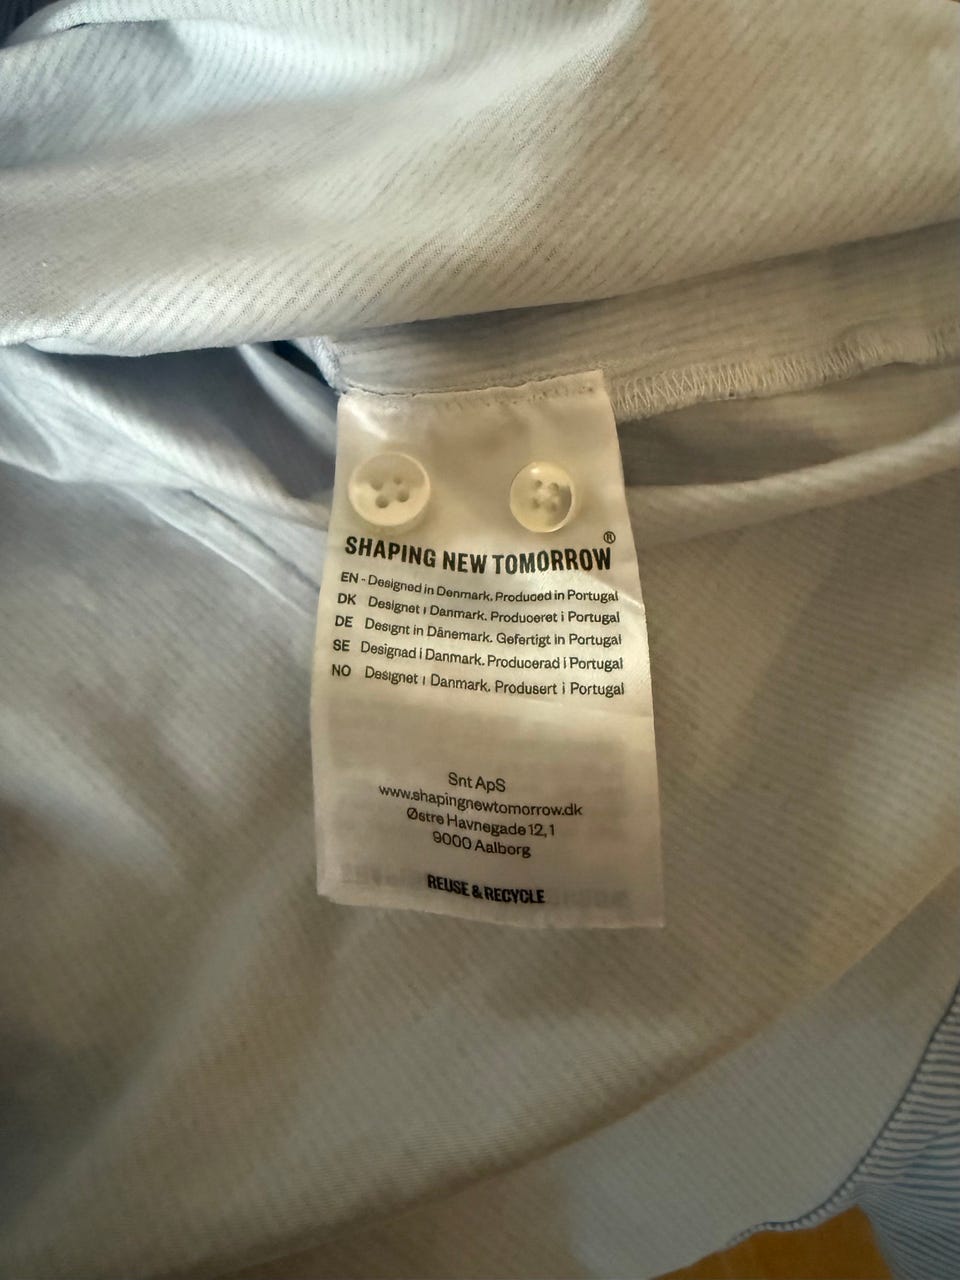 SHAPING NEW TOMORROW®
EN - Designed in Denmark. Produced in Portugal
DK Designet i Danmark. Produceret i Portugal
DE Designt in Dänemark. Gefertigt in Portugal
SE Designad i Danmark. Producerad i Portugal
NO Designet i Danmark. Produsert i Portugal
Snt ApS
www.shapingnewtomorrow.dk
Østre Havnegade 12, 1
9000 Aalborg
REUSE & RECYCLE